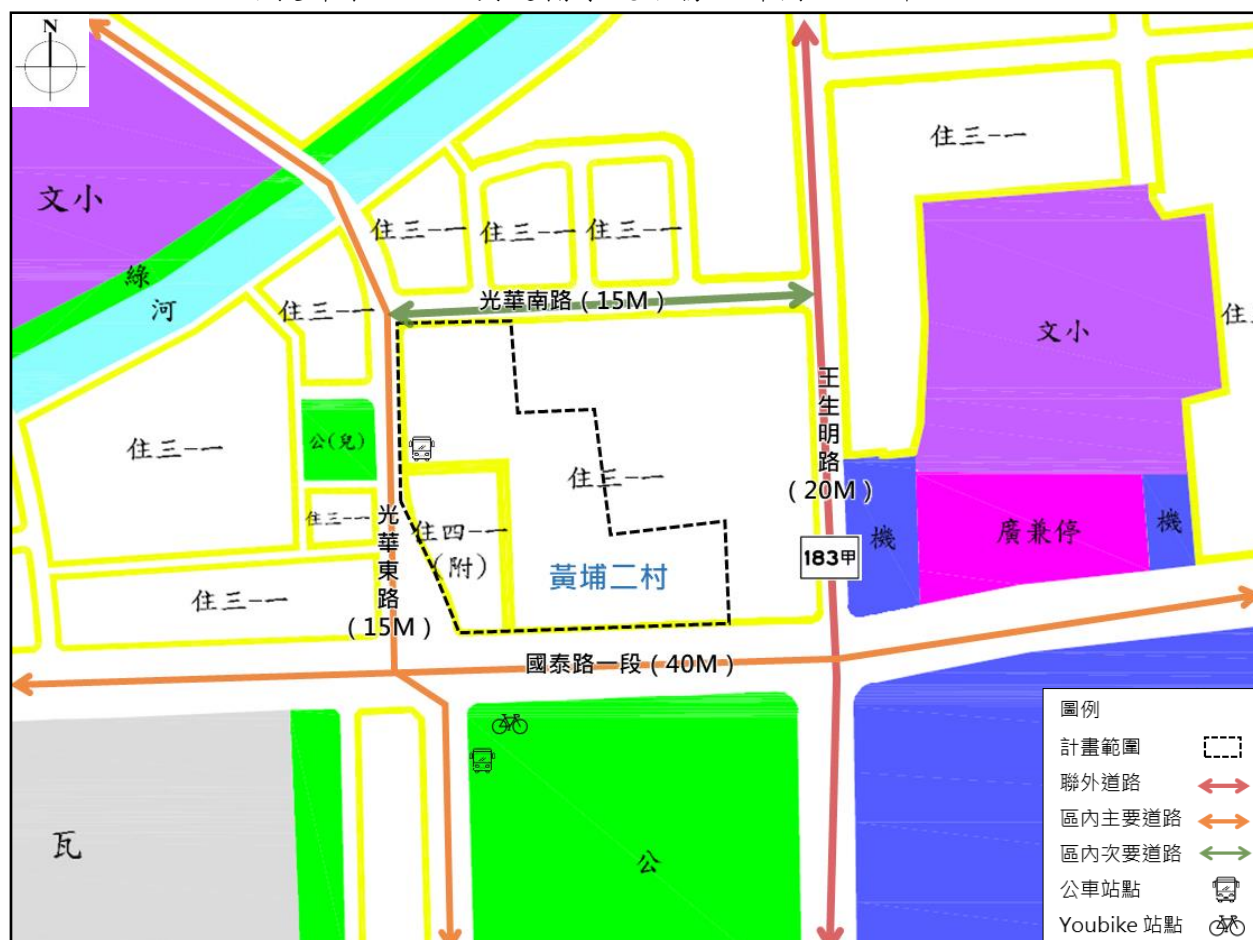 N
文小
綠
河
住三-一
住三-一
住三-一
住三-一
住三-一
文小
住三
光華南路（15M）
王生明路
（20M）
住三-一
公(兒)
住三-一
住三-一
光華東路
（15M）
住四-一
(附)
住三-一
黃埔二村
183甲
機
廣兼停
機
住三-一
國泰路一段（40M）
瓦
公
圖例
計畫範圍
聯外道路
區內主要道路
區內次要道路
公車站點
Youbike 站點